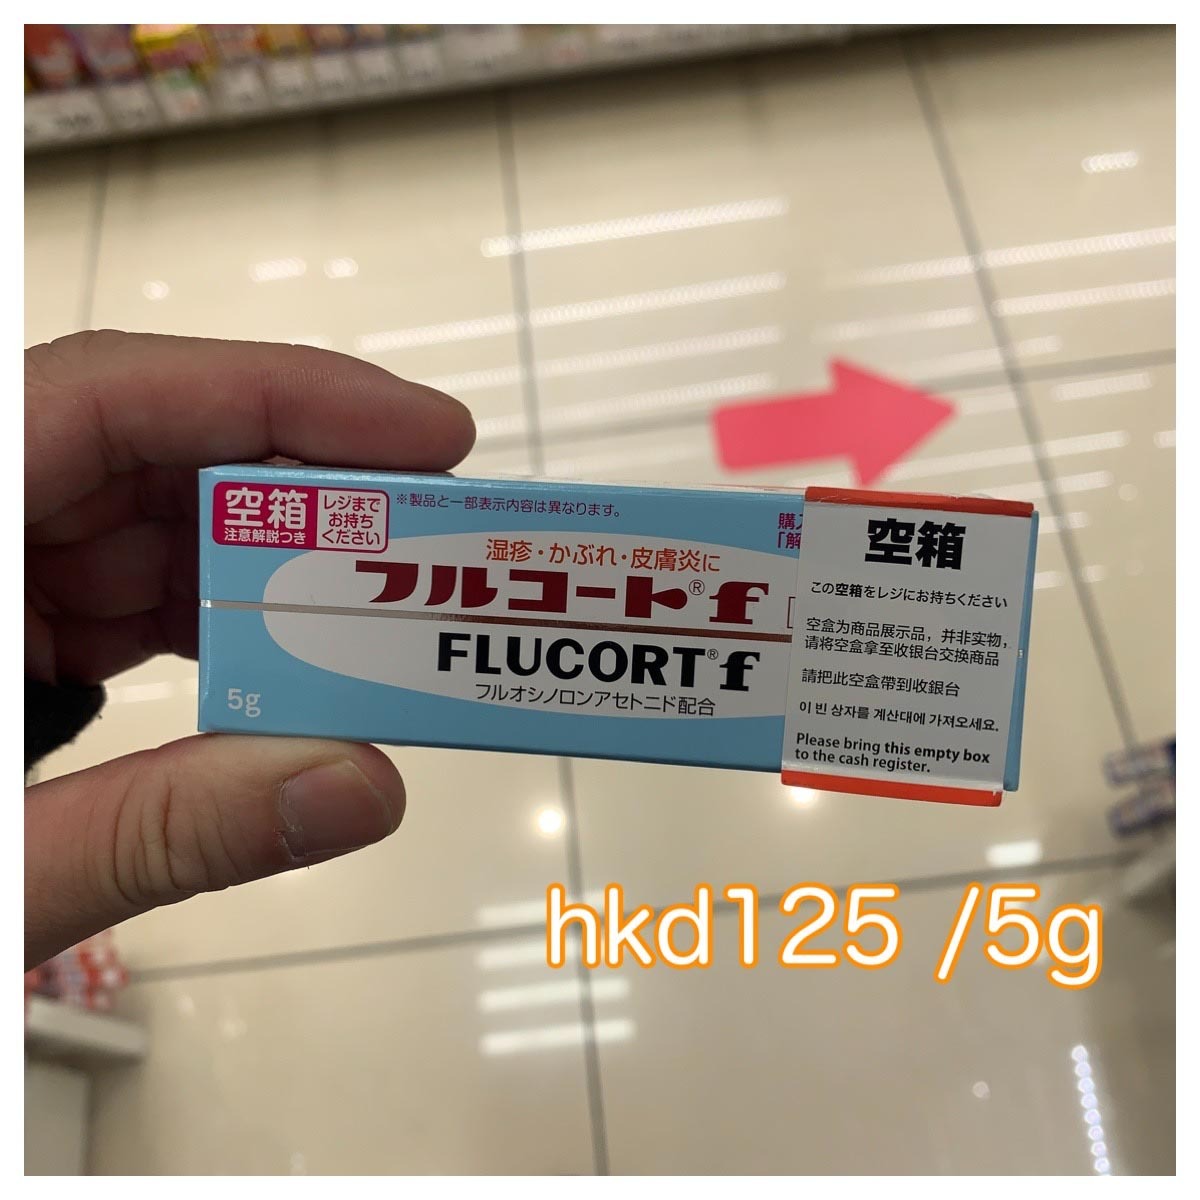 空箱
注意解説つき
レジまで
お持ち
ください
※製品と一部表示内容は異なります。
湿疹・かぶれ・皮膚炎に
フルコート®f
FLUCORT®f
フルオシノロンアセトニド配合
5g
購入
「解
空箱
この空箱をレジにお持ちください
空盒为商品展示品，并非实物，
请将空盒拿至收银台交换商品
請把此空盒帶到收銀台
이 빈 상자를 계산대에 가져오세요.
Please bring this empty box
to the cash register.
hkd125 /5g